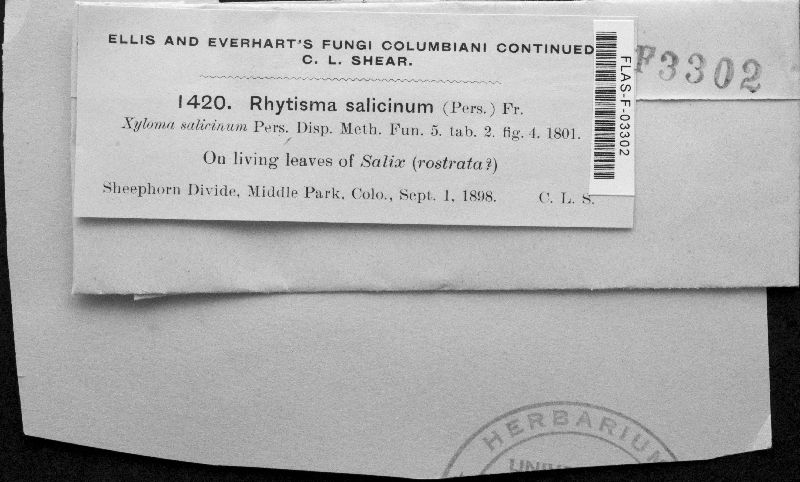 ELLIS AND EVERHART'S FUNGI COLUMBIANI CONTINUED
C. L. SHEAR.
1420. Rhytisma salicinum (Pers.) Fr.
Xyloma salicinum Pers. Disp. Meth. Fun. 5. tab. 2. fig. 4. 1801.
On living leaves of Salix (rostrata?)
Sheephorn Divide, Middle Park, Colo., Sept. 1, 1898. C. L. S.
FLAS-F-03302
F3302
HERBARIUM